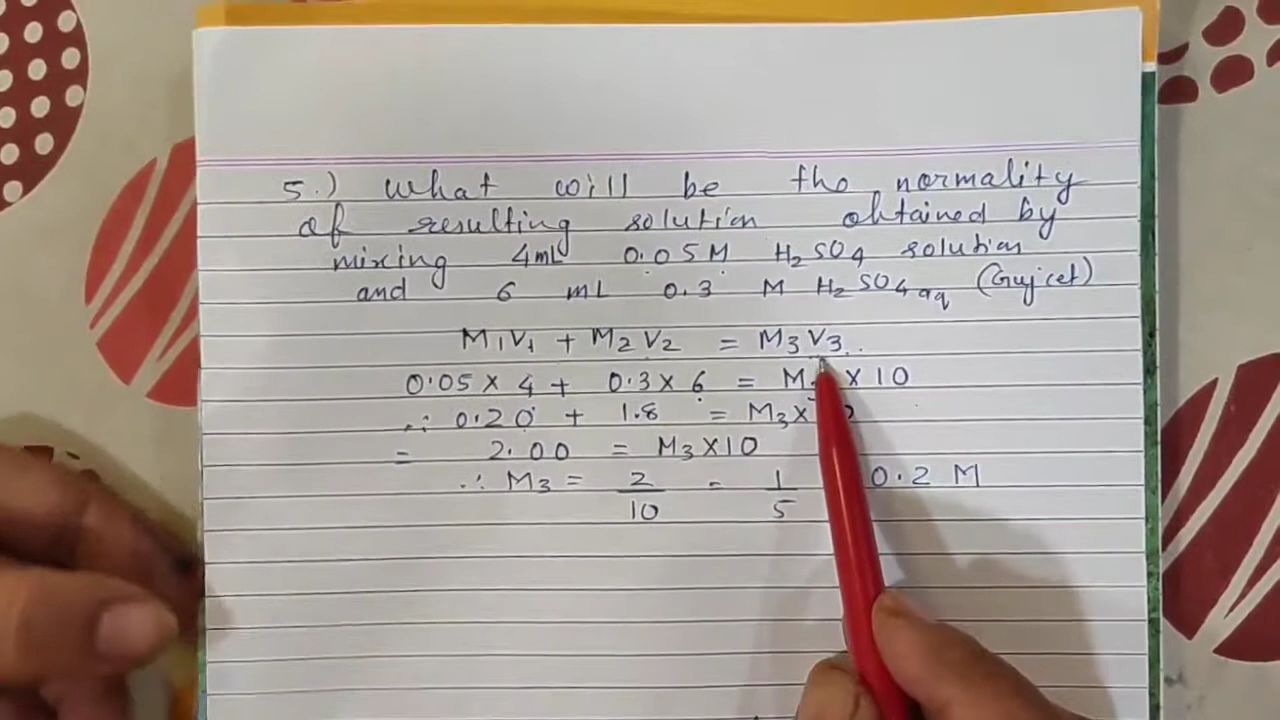 5.) What will be the normality
of resulting solution obtained by
mixing 4mL 0.05M H₂SO₄ solution
and 6 mL 0.3 M H₂SO₄ aq (Gujcet)
M₁V₁ + M₂V₂ = M₃V₃
0.05 × 4 + 0.3 × 6 = M × 10
∴ 0.20 + 1.8 = M₃ ×
= 2.00 = M₃ × 10
∴ M₃ = 2/10 = 1/5 0.2 M